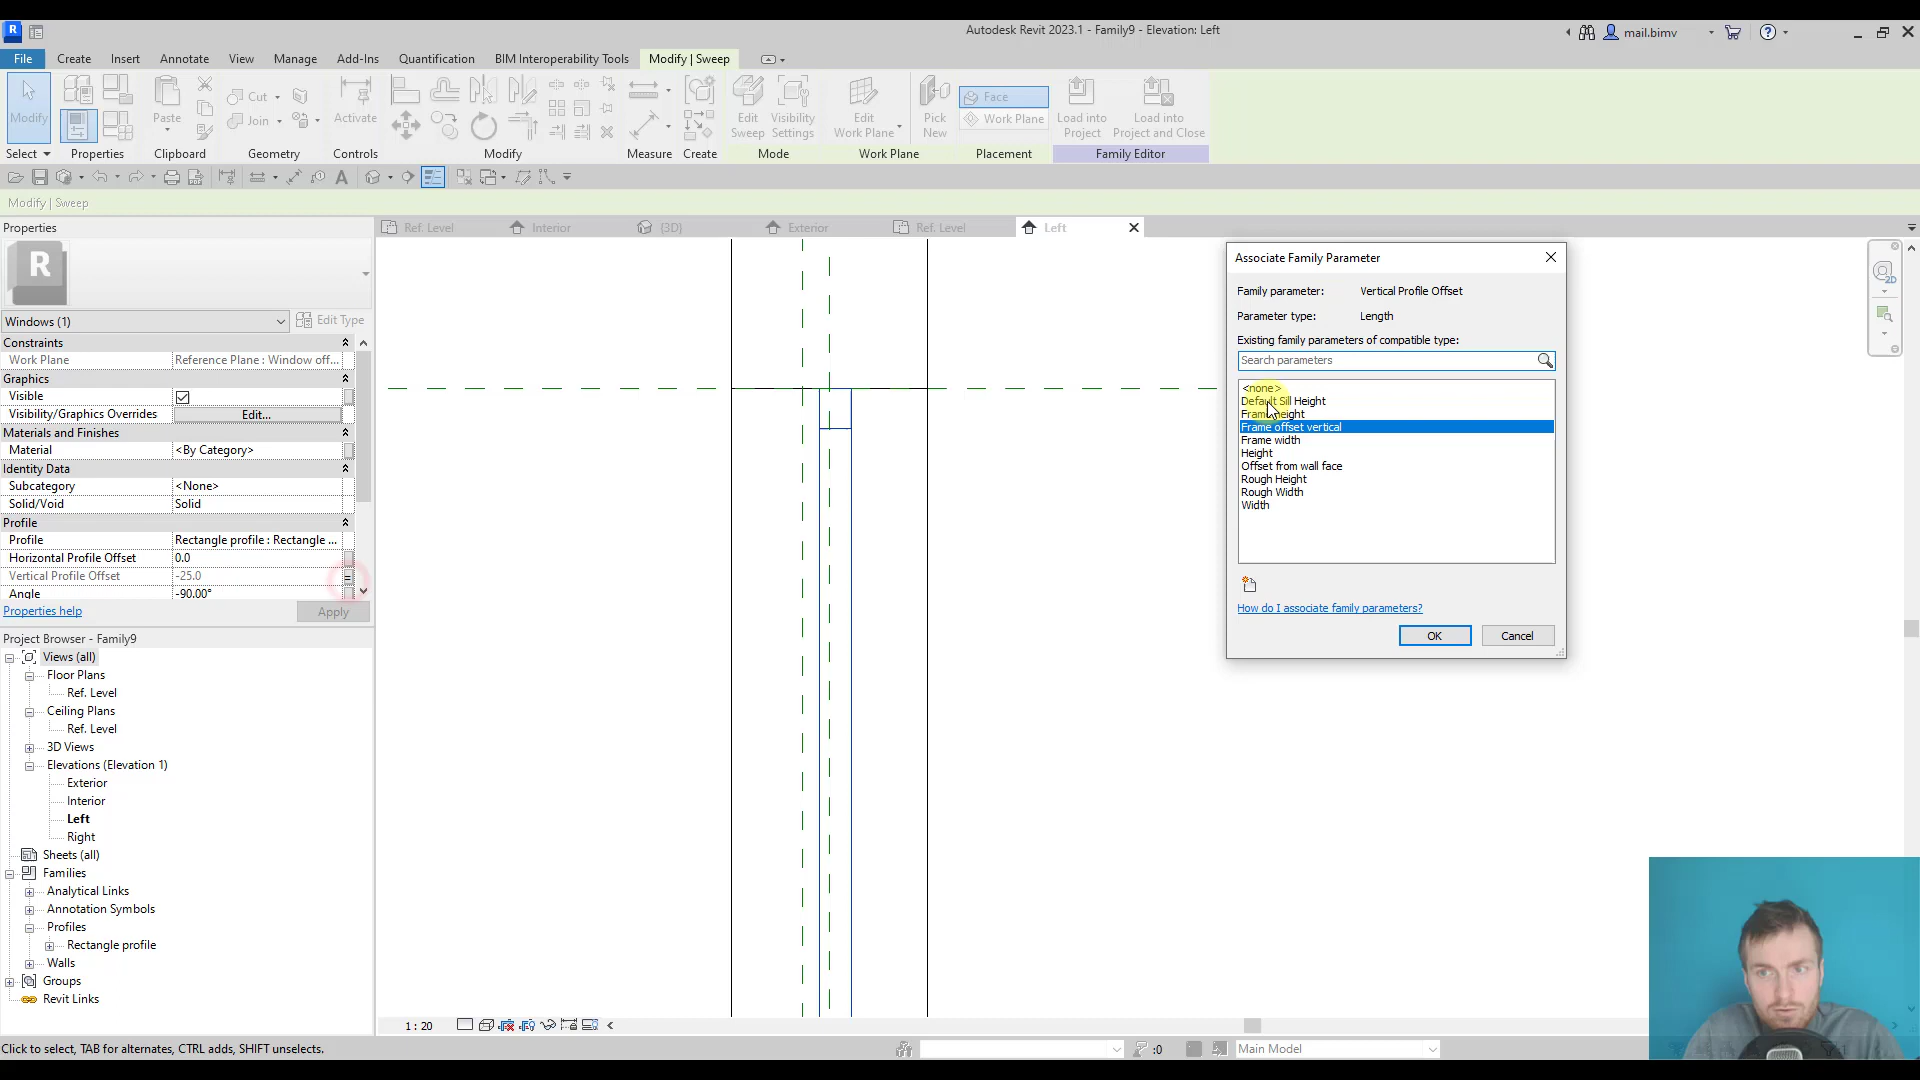 R
Autodesk Revit 2023.1 - Family9 - Elevation: Left
mail.bimv
File Create Insert Annotate View Manage Add-Ins Quantification BIM Interoperability Tools Modify | Sweep
Modify
Paste
Cut
Join
Activate
Edit Sweep
Visibility Settings
Edit Work Plane
Pick New
Face
Work Plane
Load into Project
Load into Project and Close
Select Properties Clipboard Geometry Controls Modify Measure Create Mode Work Plane Placement Family Editor
Modify | Sweep
Properties
Ref. Level Interior (3D) Exterior Ref. Level Left
R
Windows (1) Edit Type
Constraints
Work Plane Reference Plane : Window off...
Graphics
Visible
Visibility/Graphics Overrides Edit...
Materials and Finishes
Material <By Category>
Identity Data
Subcategory <None>
Solid/Void Solid
Profile
Profile Rectangle profile : Rectangle ...
Horizontal Profile Offset 0.0
Vertical Profile Offset -25.0 =
Angle -90.00°
Properties help Apply
Project Browser - Family9
Views (all)
Floor Plans
Ref. Level
Ceiling Plans
Ref. Level
3D Views
Elevations (Elevation 1)
Exterior
Interior
Left
Right
Sheets (all)
Families
Analytical Links
Annotation Symbols
Profiles
Rectangle profile
Walls
Groups
Revit Links
Associate Family Parameter
Family parameter: Vertical Profile Offset
Parameter type: Length
Existing family parameters of compatible type:
Search parameters
<none>
Default Sill Height
Frame height
Frame offset vertical
Frame width
Height
Offset from wall face
Rough Height
Rough Width
Width
How do I associate family parameters?
OK Cancel
1 : 20
Click to select, TAB for alternates, CTRL adds, SHIFT unselects.
:0
Main Model